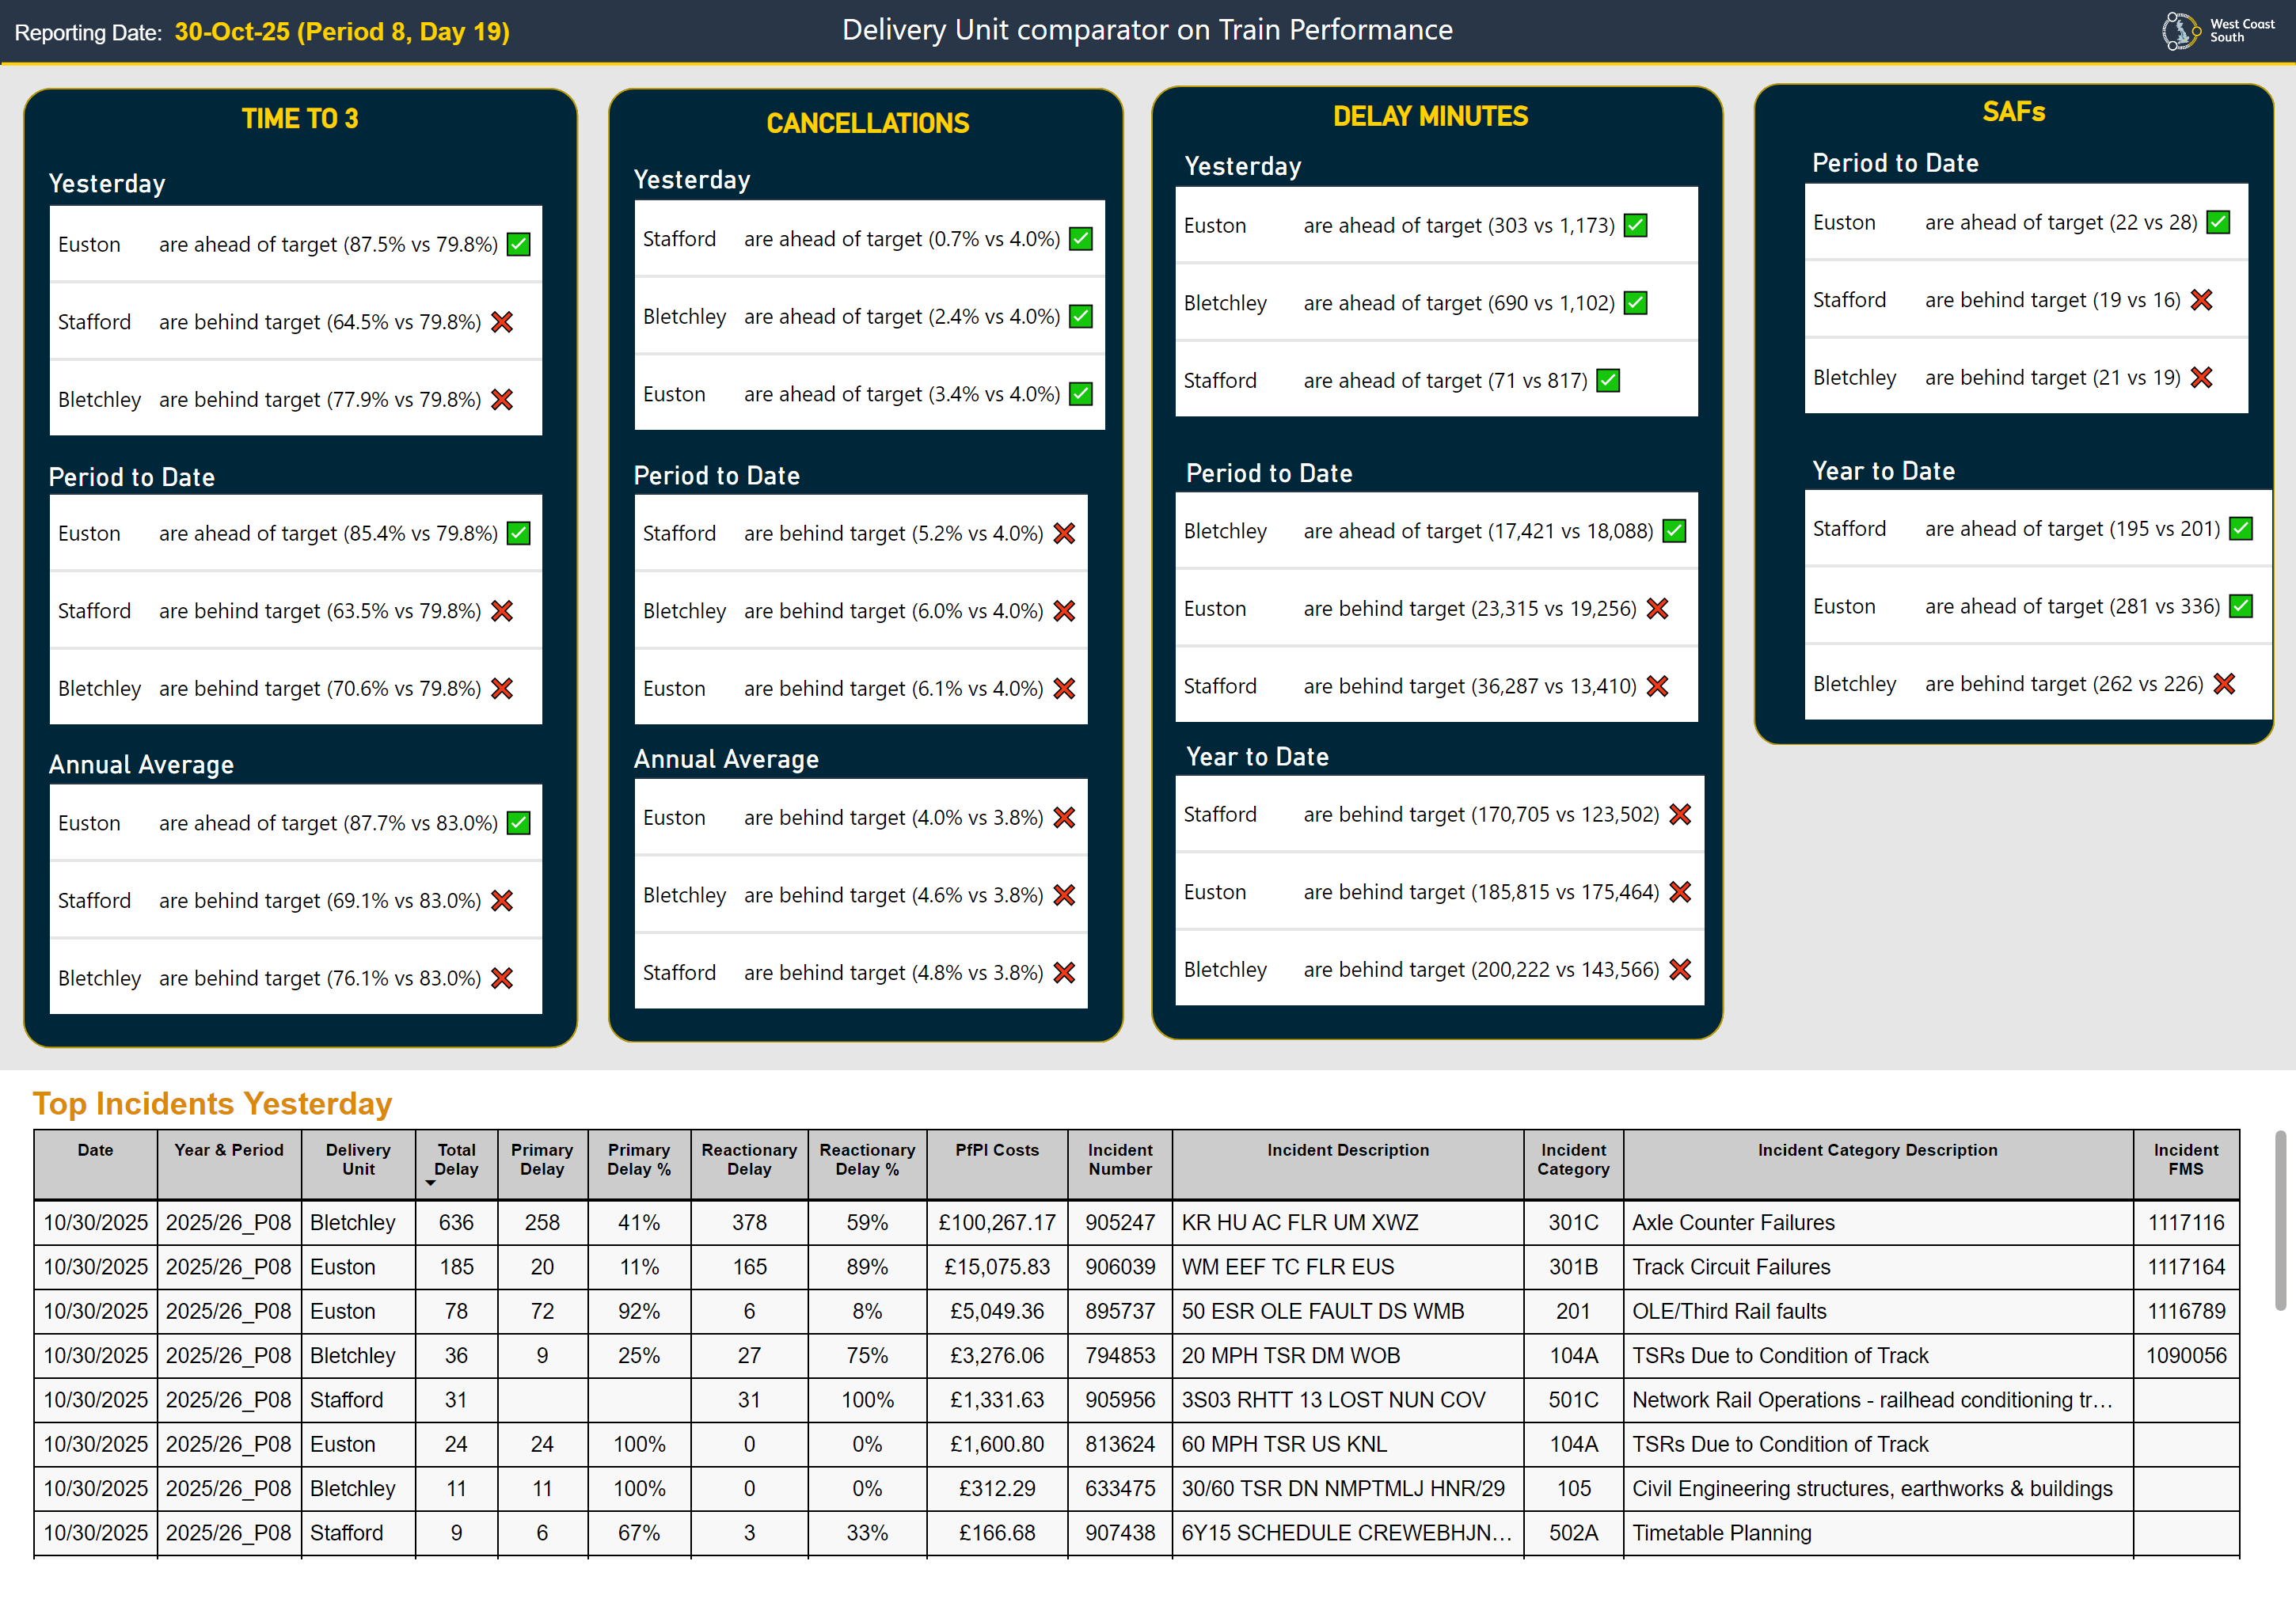 Reporting Date: 30-Oct-25 (Period 8, Day 19)
Delivery Unit comparator on Train Performance
West Coast
South
TIME TO 3
Yesterday
Euston are ahead of target (87.5% vs 79.8%) ✅
Stafford are behind target (64.5% vs 79.8%) ❌
Bletchley are behind target (77.9% vs 79.8%) ❌
Period to Date
Euston are ahead of target (85.4% vs 79.8%) ✅
Stafford are behind target (63.5% vs 79.8%) ❌
Bletchley are behind target (70.6% vs 79.8%) ❌
Annual Average
Euston are ahead of target (87.7% vs 83.0%) ✅
Stafford are behind target (69.1% vs 83.0%) ❌
Bletchley are behind target (76.1% vs 83.0%) ❌
CANCELLATIONS
Yesterday
Stafford are ahead of target (0.7% vs 4.0%) ✅
Bletchley are ahead of target (2.4% vs 4.0%) ✅
Euston are ahead of target (3.4% vs 4.0%) ✅
Period to Date
Stafford are behind target (5.2% vs 4.0%) ❌
Bletchley are behind target (6.0% vs 4.0%) ❌
Euston are behind target (6.1% vs 4.0%) ❌
Annual Average
Euston are behind target (4.0% vs 3.8%) ❌
Bletchley are behind target (4.6% vs 3.8%) ❌
Stafford are behind target (4.8% vs 3.8%) ❌
DELAY MINUTES
Yesterday
Euston are ahead of target (303 vs 1,173) ✅
Bletchley are ahead of target (690 vs 1,102) ✅
Stafford are ahead of target (71 vs 817) ✅
Period to Date
Bletchley are ahead of target (17,421 vs 18,088) ✅
Euston are behind target (23,315 vs 19,256) ❌
Stafford are behind target (36,287 vs 13,410) ❌
Year to Date
Stafford are behind target (170,705 vs 123,502) ❌
Euston are behind target (185,815 vs 175,464) ❌
Bletchley are behind target (200,222 vs 143,566) ❌
SAFs
Period to Date
Euston are ahead of target (22 vs 28) ✅
Stafford are behind target (19 vs 16) ❌
Bletchley are behind target (21 vs 19) ❌
Year to Date
Stafford are ahead of target (195 vs 201) ✅
Euston are ahead of target (281 vs 336) ✅
Bletchley are behind target (262 vs 226) ❌
Top Incidents Yesterday
Date Year & Period Delivery Unit Total Delay Primary Delay Primary Delay % Reactionary Delay Reactionary Delay % PfPI Costs Incident Number Incident Description Incident Category Incident Category Description Incident FMS
10/30/2025 2025/26_P08 Bletchley 636 258 41% 378 59% £100,267.17 905247 KR HU AC FLR UM XWZ 301C Axle Counter Failures 1117116
10/30/2025 2025/26_P08 Euston 185 20 11% 165 89% £15,075.83 906039 WM EEF TC FLR EUS 301B Track Circuit Failures 1117164
10/30/2025 2025/26_P08 Euston 78 72 92% 6 8% £5,049.36 895737 50 ESR OLE FAULT DS WMB 201 OLE/Third Rail faults 1116789
10/30/2025 2025/26_P08 Bletchley 36 9 25% 27 75% £3,276.06 794853 20 MPH TSR DM WOB 104A TSRs Due to Condition of Track 1090056
10/30/2025 2025/26_P08 Stafford 31 31 100% £1,331.63 905956 3S03 RHTT 13 LOST NUN COV 501C Network Rail Operations - railhead conditioning tr…
10/30/2025 2025/26_P08 Euston 24 24 100% 0 0% £1,600.80 813624 60 MPH TSR US KNL 104A TSRs Due to Condition of Track
10/30/2025 2025/26_P08 Bletchley 11 11 100% 0 0% £312.29 633475 30/60 TSR DN NMPTMLJ HNR/29 105 Civil Engineering structures, earthworks & buildings
10/30/2025 2025/26_P08 Stafford 9 6 67% 3 33% £166.68 907438 6Y15 SCHEDULE CREWEBHJN… 502A Timetable Planning